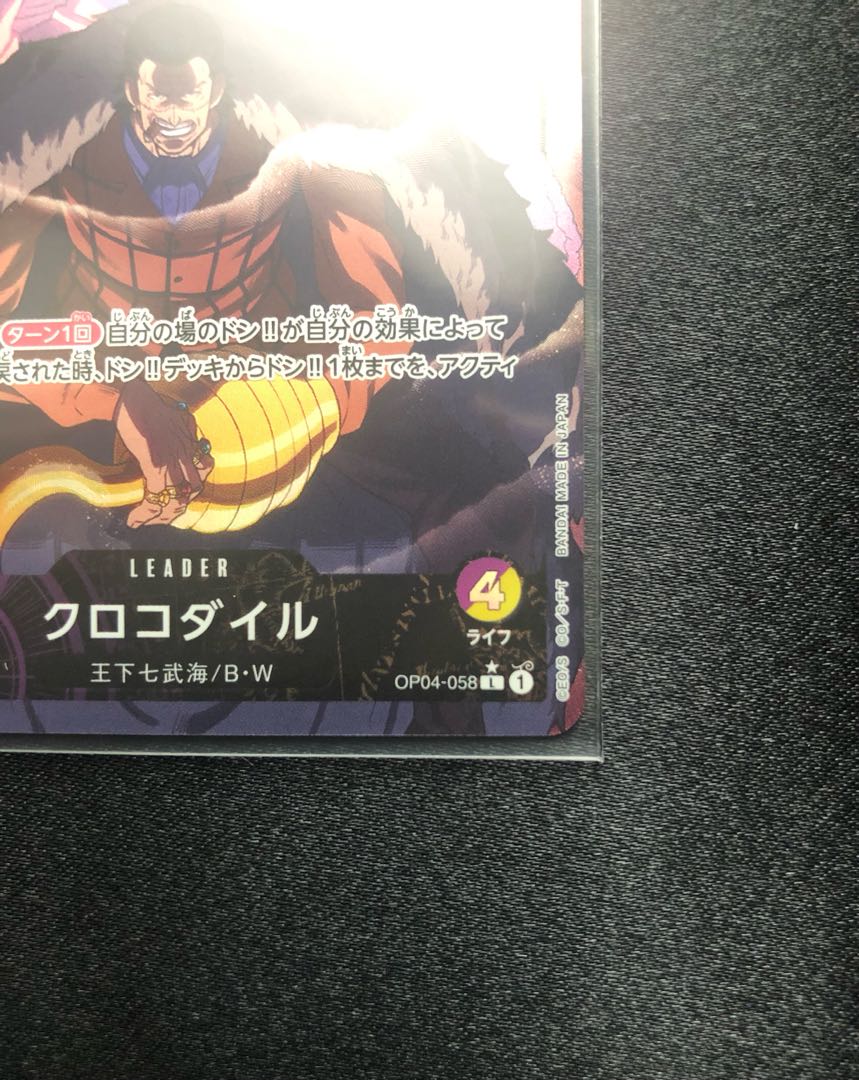 ターン1回 自分の場のドン!!が自分の効果によって
戻された時、ドン!!デッキからドン!!1枚までを、アクティ
LEADER
クロコダイル
王下七武海/B・W
4
ライフ
OP04-058 L 1
©EO/S ©O/S・F・T BANDAI MADE IN JAPAN